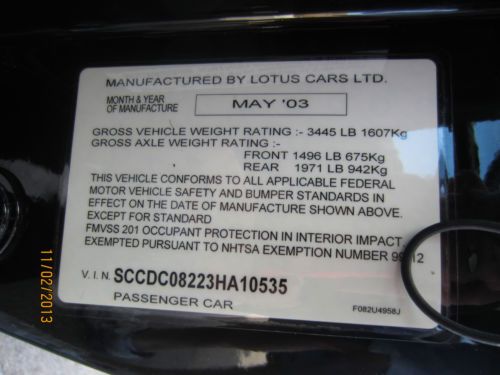 MANUFACTURED BY LOTUS CARS LTD.
MONTH & YEAR
OF MANUFACTURE
MAY '03
GROSS VEHICLE WEIGHT RATING :- 3445 LB 1607Kg
GROSS AXLE WEIGHT RATING :-
FRONT 1496 LB 675Kg
REAR 1971 LB 942Kg
THIS VEHICLE CONFORMS TO ALL APPLICABLE FEDERAL
MOTOR VEHICLE SAFETY AND BUMPER STANDARDS IN
EFFECT ON THE DATE OF MANUFACTURE SHOWN ABOVE.
EXCEPT FOR STANDARD
FMVSS 201 OCCUPANT PROTECTION IN INTERIOR IMPACT
EXEMPTED PURSUANT TO NHTSA EXEMPTION NUMBER
V.I.N. SCCDC08223HA10535
PASSENGER CAR
F082U4958J
11/02/2013